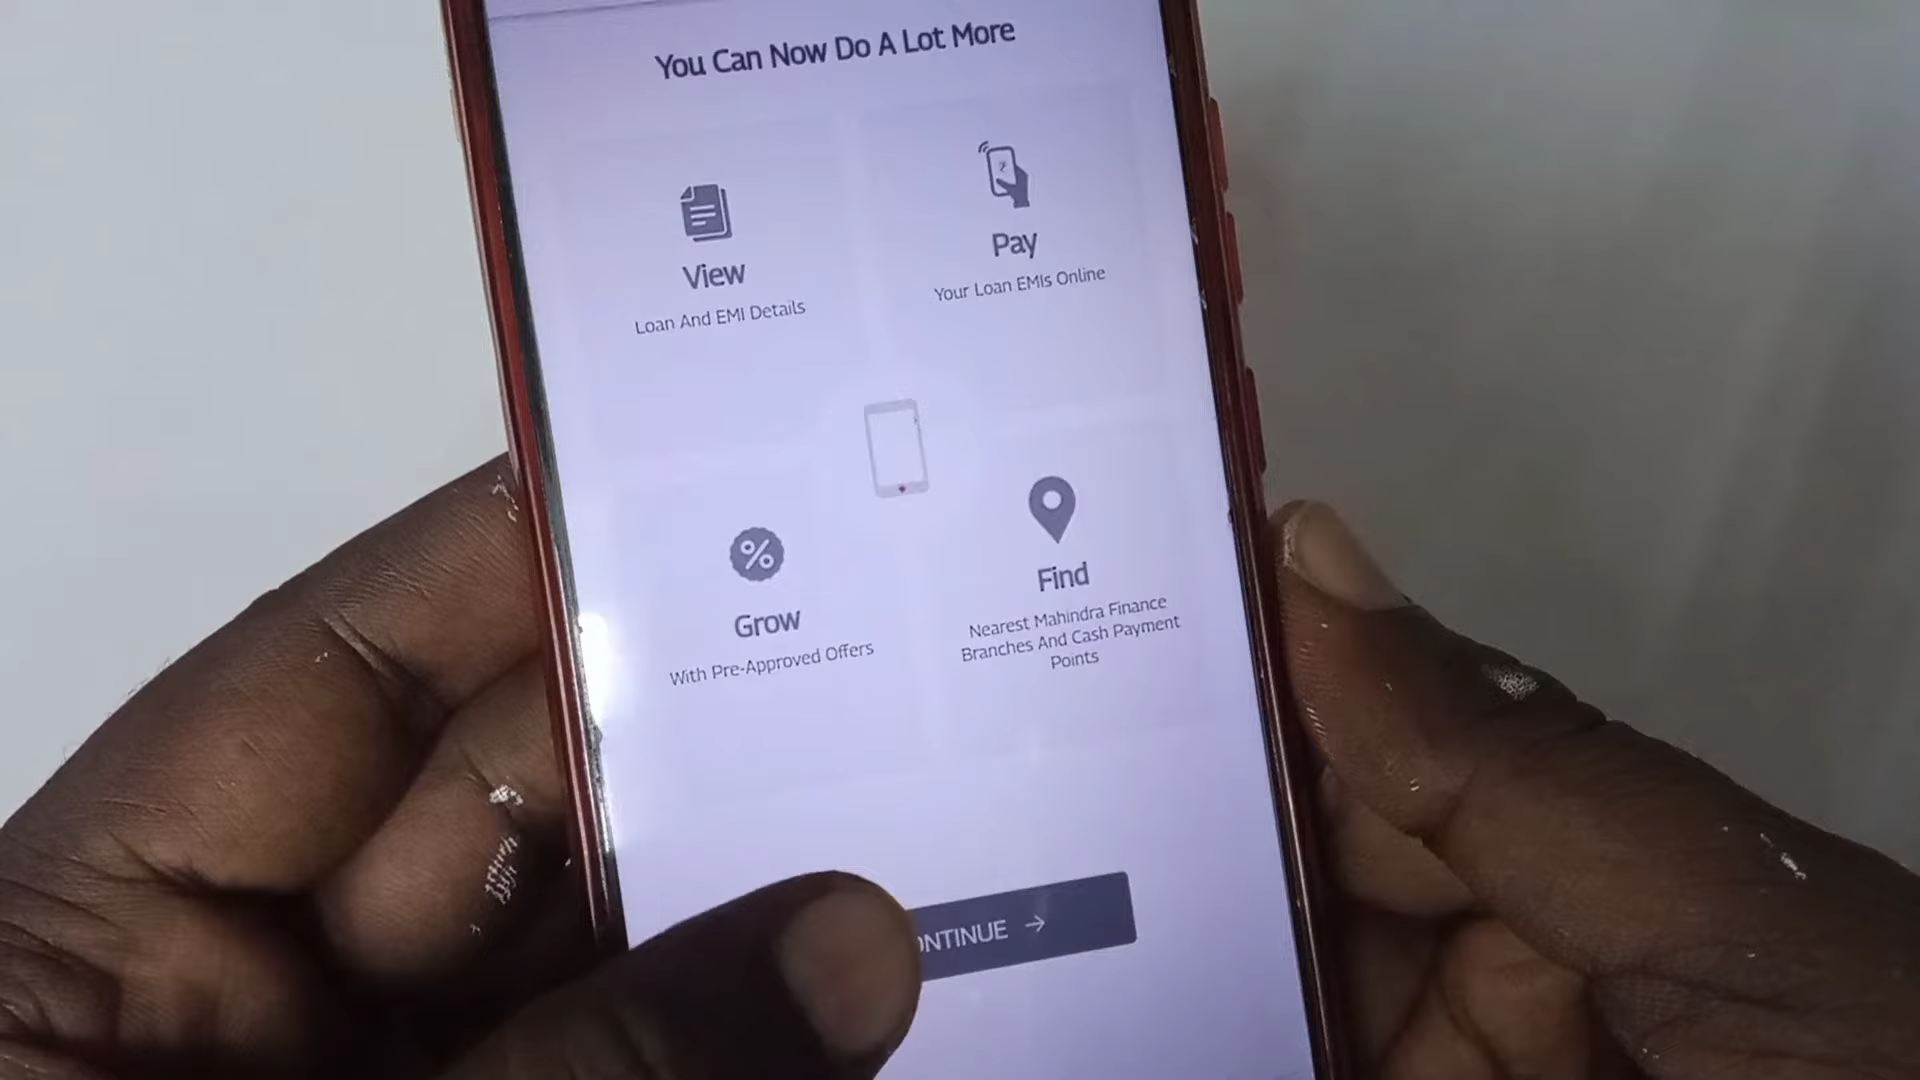 You Can Now Do A Lot More
View
Loan And EMI Details
Pay
Your Loan EMIs Online
Grow
With Pre-Approved Offers
Find
Nearest Mahindra Finance
Branches And Cash Payment
Points
ONTINUE →